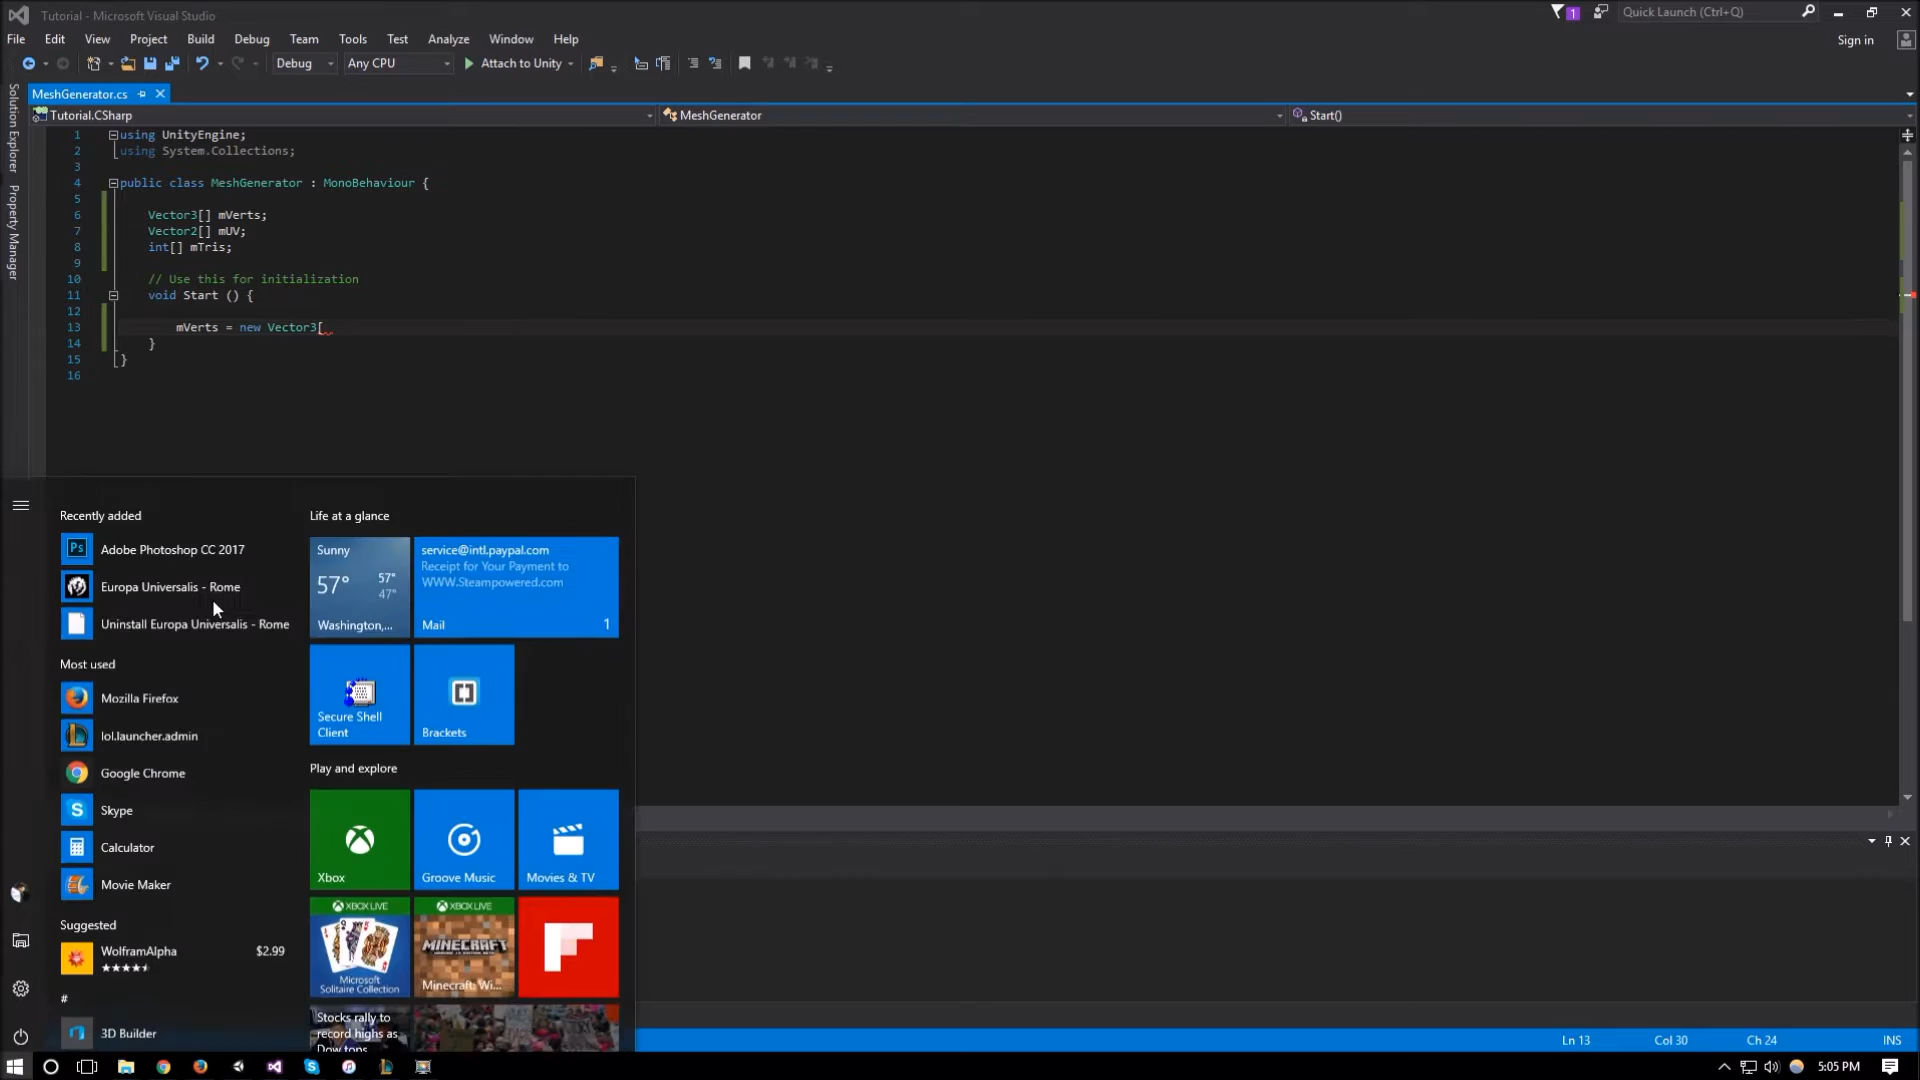 Tutorial - Microsoft Visual Studio
1
Quick Launch (Ctrl+Q)
File Edit View Project Build Debug Team Tools Test Analyze Window Help
Sign in
Debug
Any CPU
Attach to Unity
Solution Explorer
Property Manager
MeshGenerator.cs
Tutorial.CSharp
MeshGenerator
Start()
1 using UnityEngine;
2 using System.Collections;
3
4 public class MeshGenerator : MonoBehaviour {
5
6 Vector3[] mVerts;
7 Vector2[] mUV;
8 int[] mTris;
9
10 // Use this for initialization
11 void Start () {
12
13 mVerts = new Vector3[
14 }
15 }
16
Recently added
Adobe Photoshop CC 2017
Europa Universalis - Rome
Uninstall Europa Universalis - Rome
Most used
Mozilla Firefox
lol.launcher.admin
Google Chrome
Skype
Calculator
Movie Maker
Suggested
WolframAlpha
$2.99
#
3D Builder
Life at a glance
Sunny
57°
57°
47°
Washington,...
service@intl.paypal.com
Receipt for Your Payment to
WWW.Steampowered.com
Mail
1
Secure Shell
Client
Brackets
Play and explore
Xbox
Groove Music
Movies & TV
XBOX LIVE
Microsoft
Solitaire Collection
XBOX LIVE
MINECRAFT
Minecraft: Wi...
Stocks rally to
record highs as
Dow tops
Ln 13
Col 30
Ch 24
INS
5:05 PM